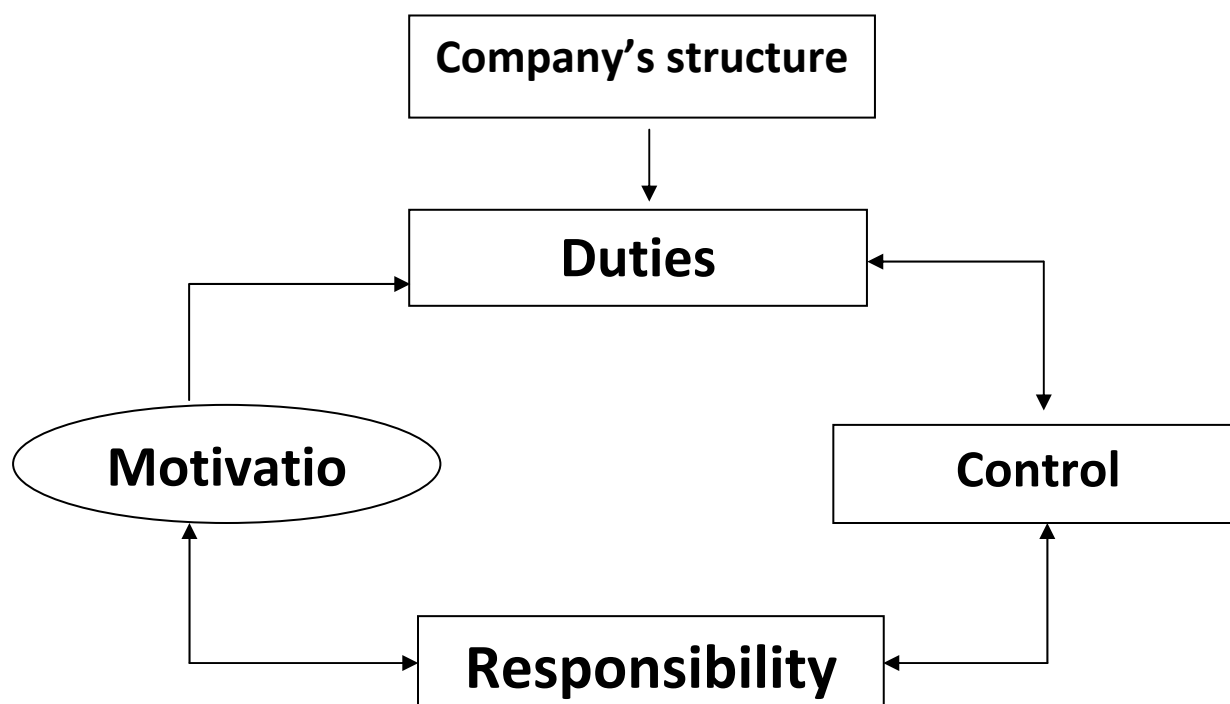 Company’s structure
Duties
Motivatio
Control
Responsibility